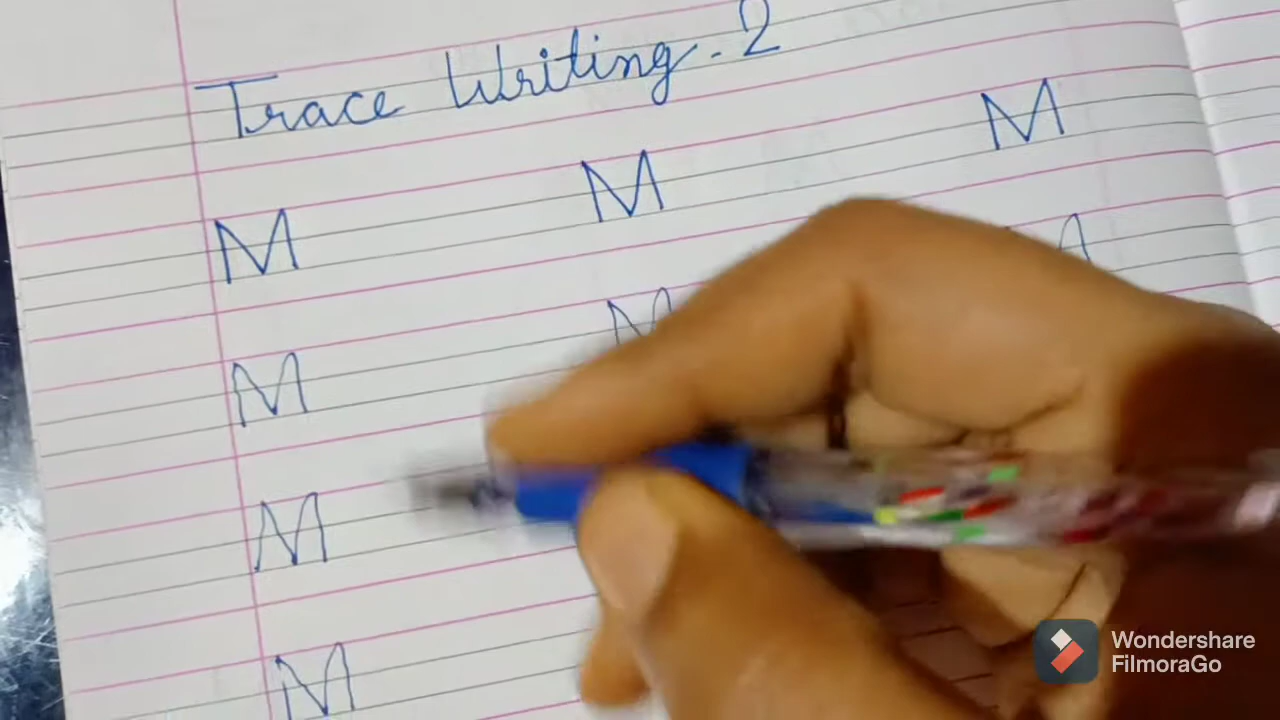 Trace Writing - 2
M M M
M M
M
M
Wondershare
FilmoraGo